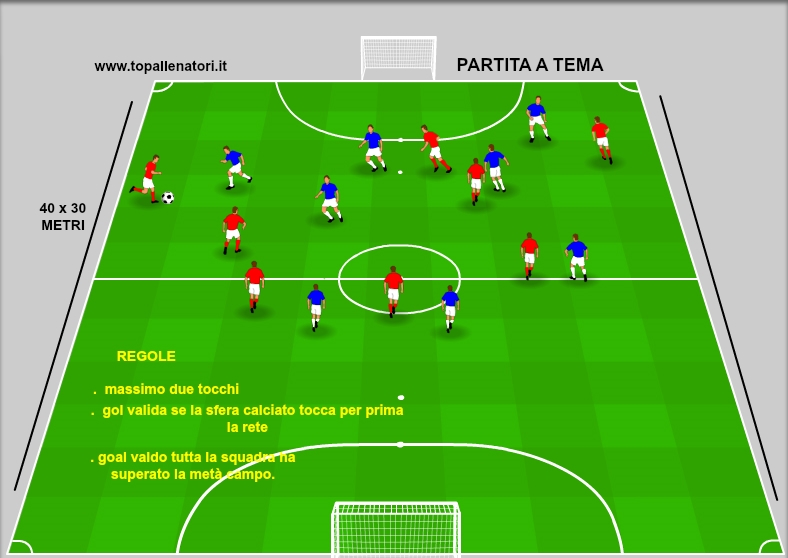 www.topallenatori.it
PARTITA A TEMA
40 x 30
METRI
REGOLE
. massimo due tocchi
. gol valida se la sfera calciato tocca per prima
la rete
. goal valdo tutta la squadra ha
superato la metà campo.